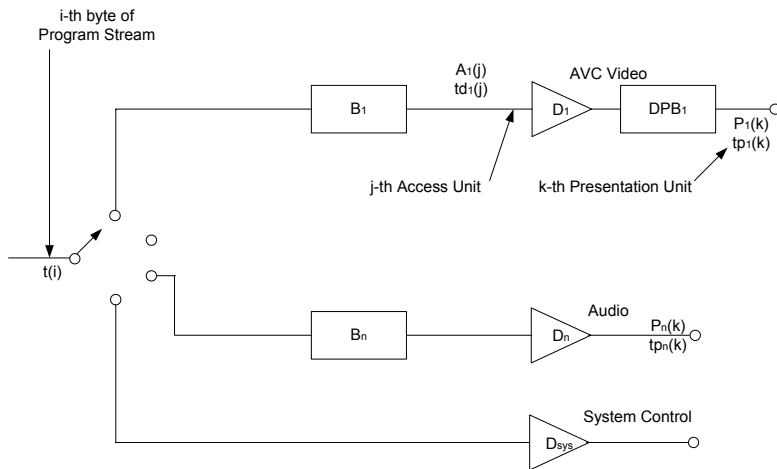 i-th byte of
Program Stream
A1(j)
td1(j)
AVC Video
B1
D1
DPB1
P1(k)
tp1(k)
j-th Access Unit
k-th Presentation Unit
t(i)
Audio
Bn
Dn
Pn(k)
tpn(k)
System Control
Dsys